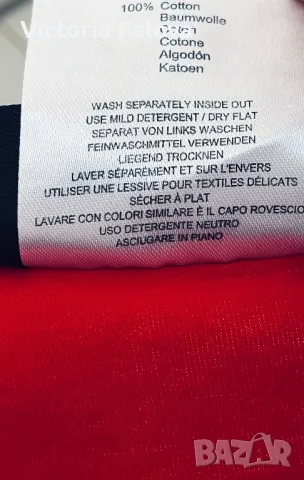 Victoria
100% Cotton
Baumwolle
Coton
Cotone
Algodón
Katoen
WASH SEPARATELY INSIDE OUT
USE MILD DETERGENT / DRY FLAT
SEPARAT VON LINKS WASCHEN
FEINWASCHMITTEL VERWENDEN
LIEGEND TROCKNEN
LAVER SÉPARÉMENT ET SUR L'ENVERS
UTILISER UNE LESSIVE POUR TEXTILES DÉLICATS
SÉCHER À PLAT
LAVARE CON COLORI SIMILARE È IL CAPO ROVESCIO
USO DETERGENTE NEUTRO
ASCIUGARE IN PIANO
BAZAR